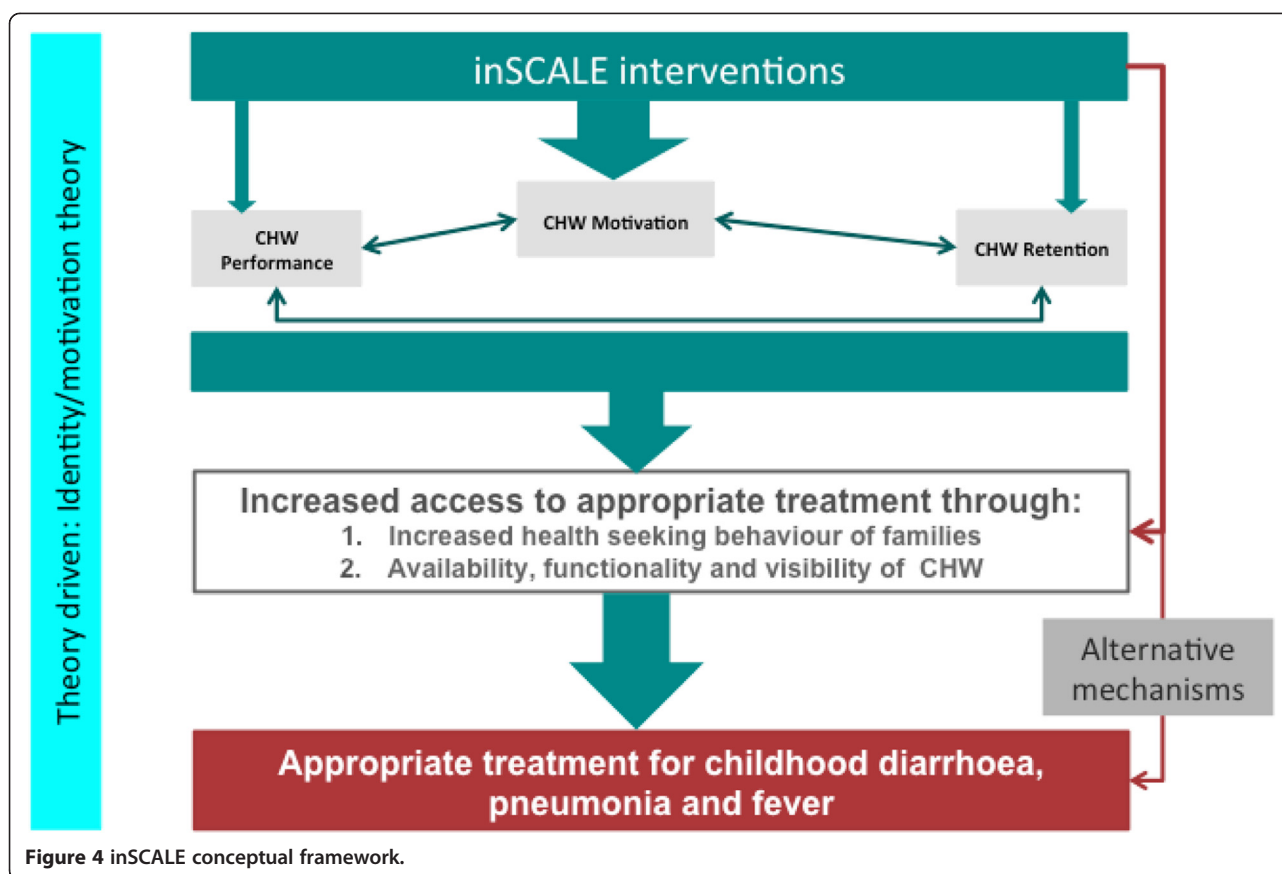 Theory driven: Identity/motivation theory
inSCALE interventions
CHW
Performance
CHW Motivation
CHW Retention
Increased access to appropriate treatment through:
1. Increased health seeking behaviour of families
2. Availability, functionality and visibility of CHW
Alternative
mechanisms
Appropriate treatment for childhood diarrhoea,
pneumonia and fever
Figure 4 inSCALE conceptual framework.